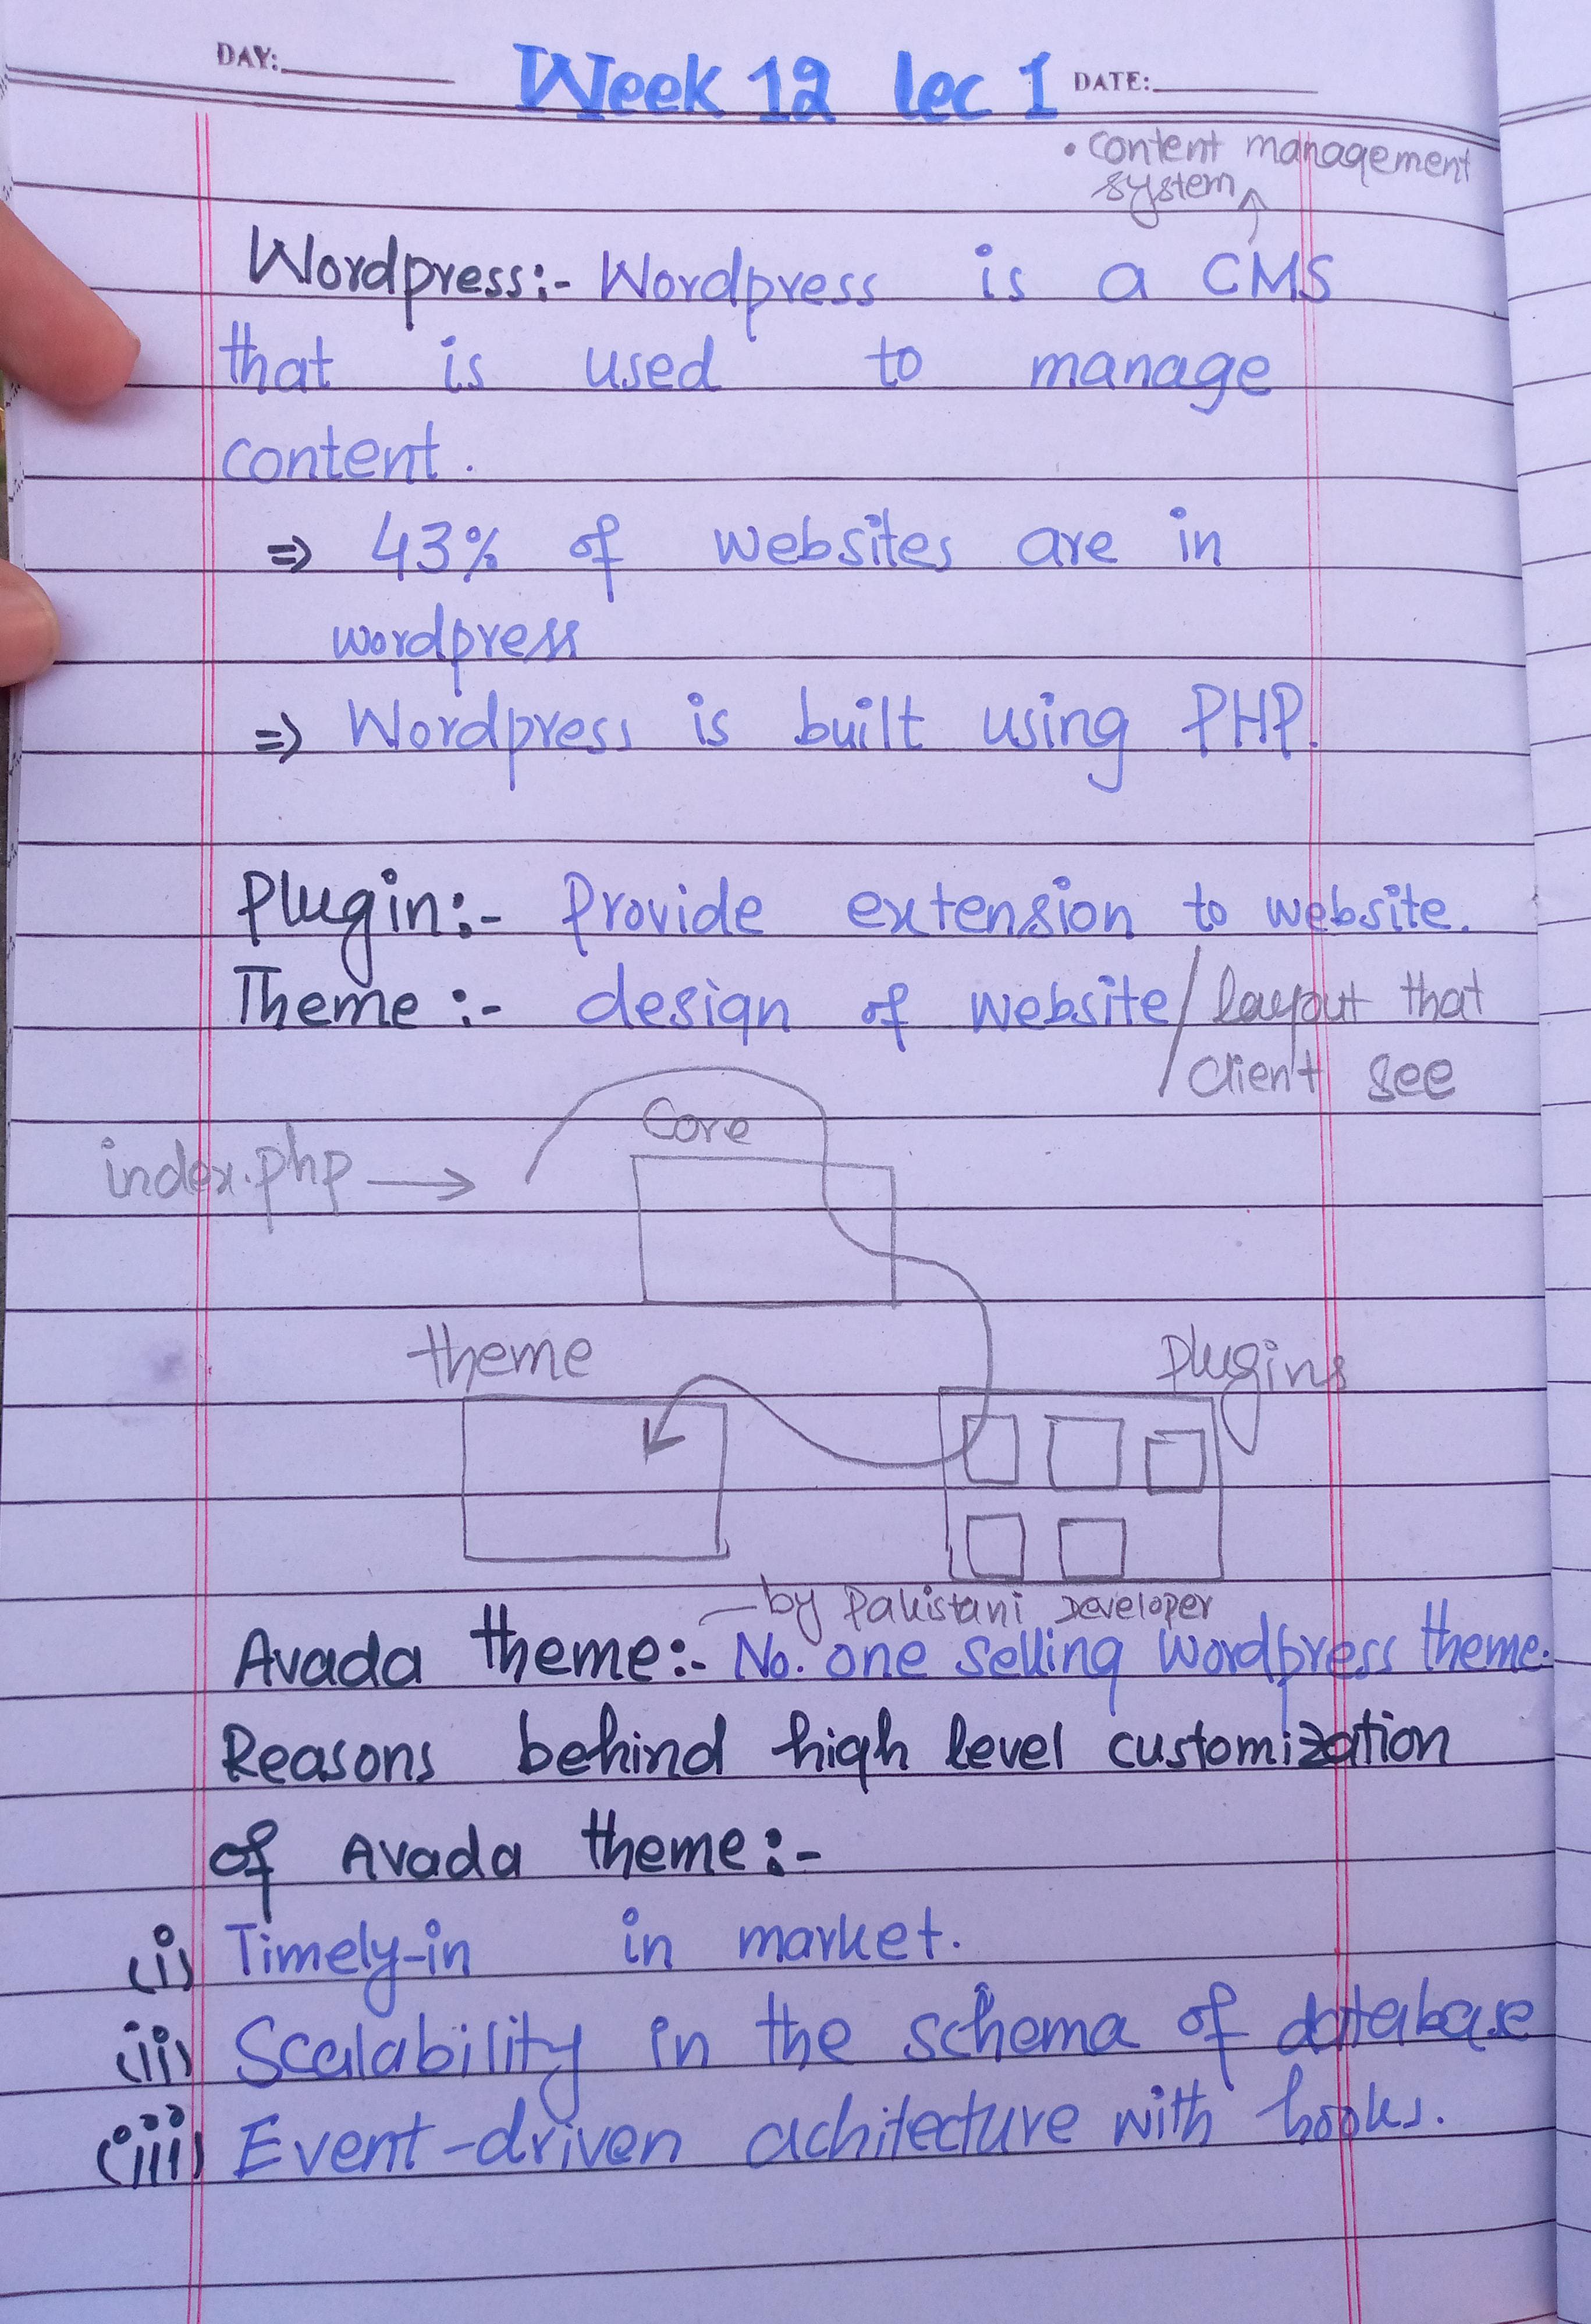 DAY: Week 12 lec 1 DATE:
• content management
system
Wordpress:- Wordpress is a CMS
that is used to manage
content.
⇒ 43% of websites are in
wordpress
⇒ Wordpress is built using PHP.
Plugin:- Provide extension to website.
Theme:- design of website / layout that
client see
Core
index.php →
theme
Plugins
by Pakistani Developer
Avada theme:- No. one selling wordpress theme.
Reasons behind high level customization
of Avada theme:-
(i) Timely-in in market.
(ii) Scalability in the schema of database
(iii) Event-driven achitecture with hooks.